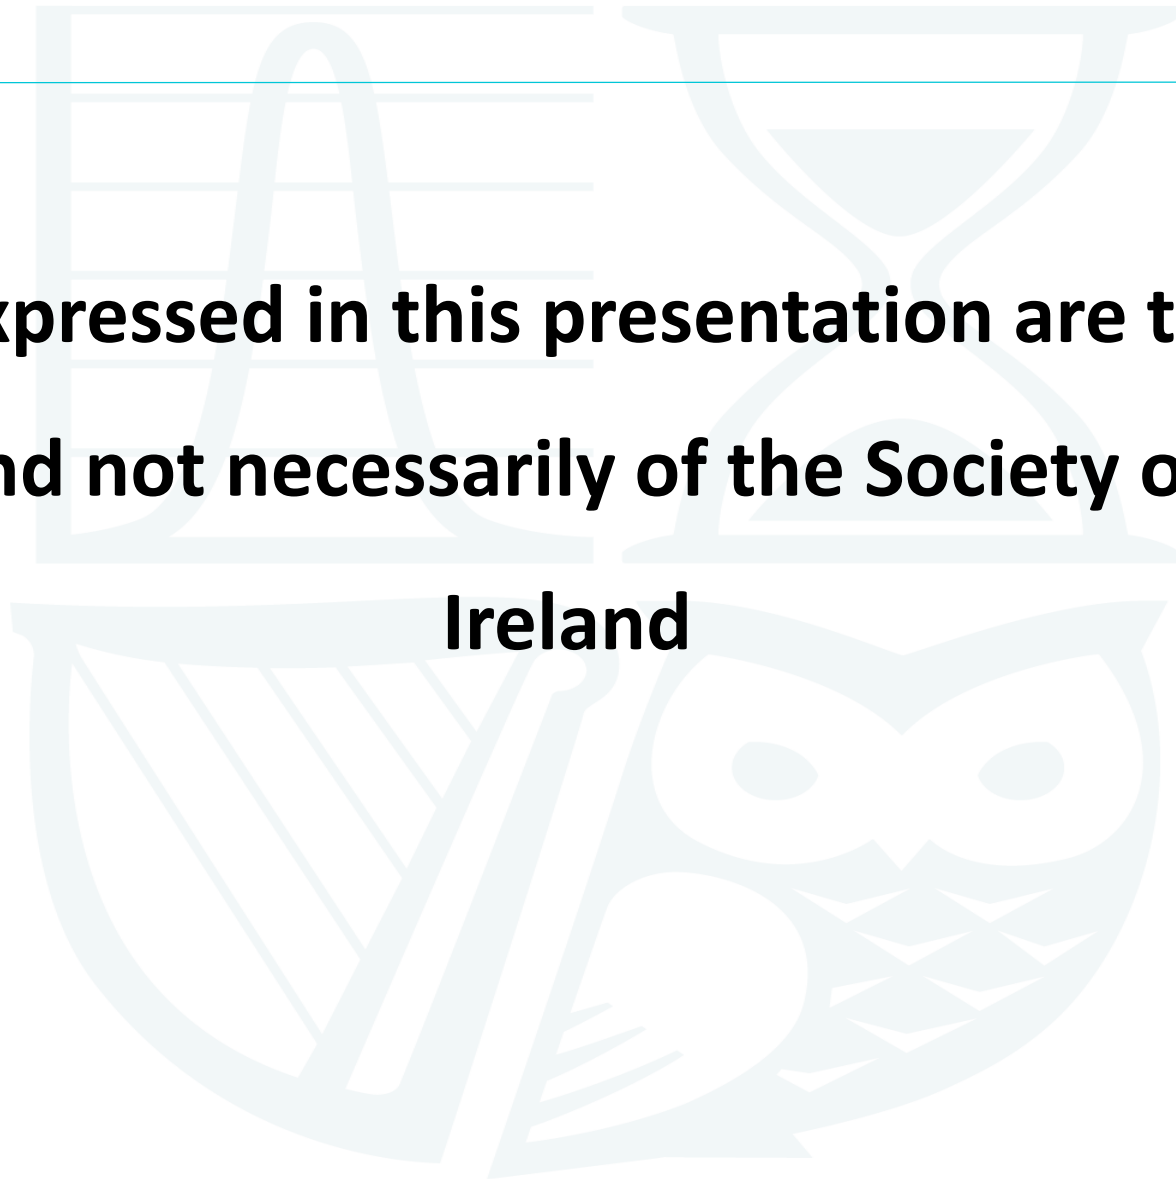 xpressed in this presentation are t
nd not necessarily of the Society o
Ireland